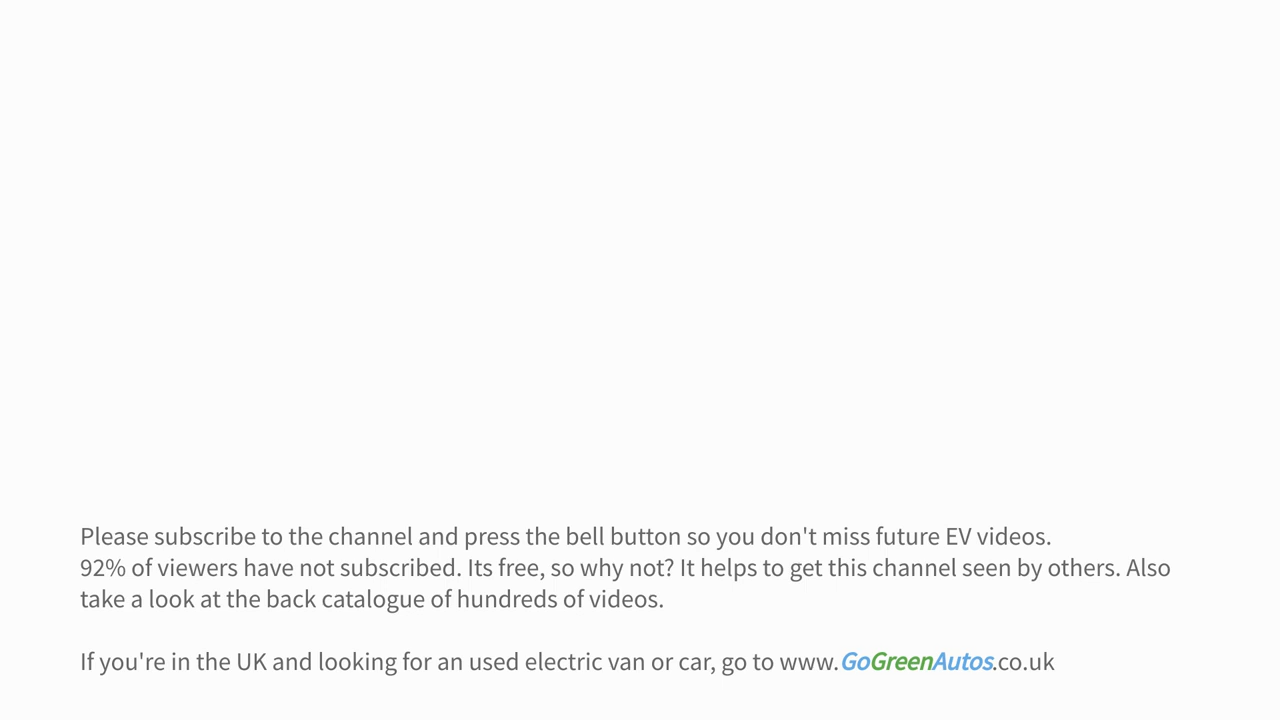 Please subscribe to the channel and press the bell button so you don't miss future EV videos.
92% of viewers have not subscribed. Its free, so why not? It helps to get this channel seen by others. Also
take a look at the back catalogue of hundreds of videos.
If you're in the UK and looking for an used electric van or car, go to www.GoGreenAutos.co.uk